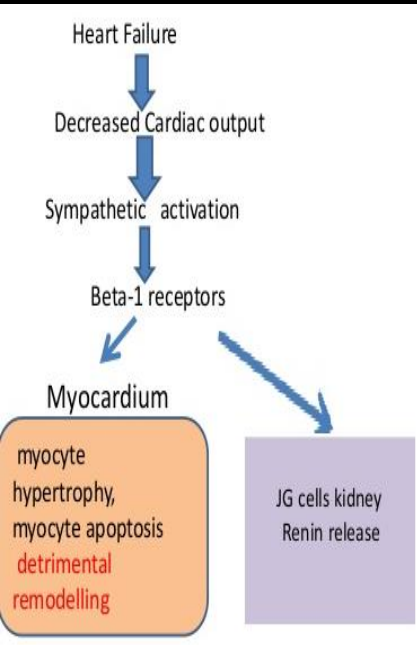 Heart Failure
Decreased Cardiac output
Sympathetic activation
Beta-1 receptors
Myocardium
myocyte
hypertrophy,
myocyte apoptosis
detrimental
remodelling
JG cells kidney
Renin release